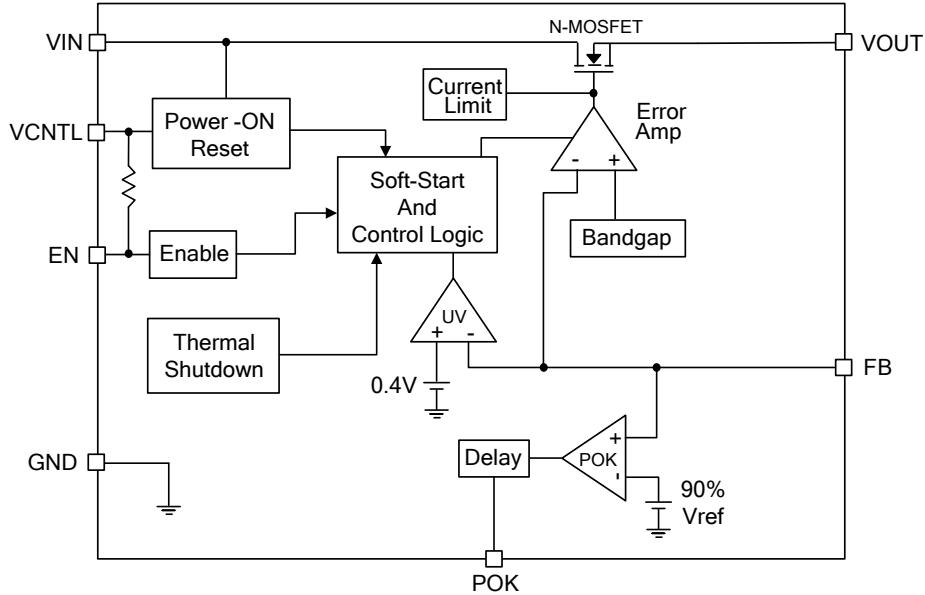 N-MOSFET
VIN
VOUT
Current
Limit
Error
Amp
- +
VCNTL
Power -ON
Reset
Soft-Start
And
Control Logic
Bandgap
EN
Enable
UV
+ -
Thermal
Shutdown
0.4V
FB
GND
Delay
+
POK
-
90%
Vref
POK